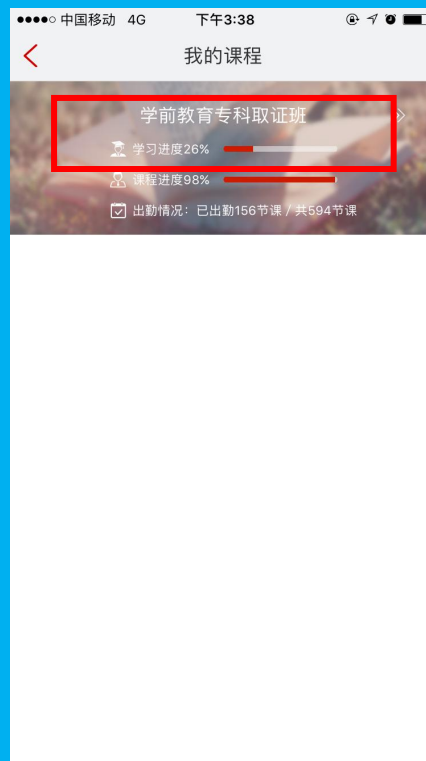 中国移动 4G 下午3:38
我的课程
学前教育专科取证班
学习进度26%
课程进度98%
出勤情况：已出勤156节课 / 共594节课